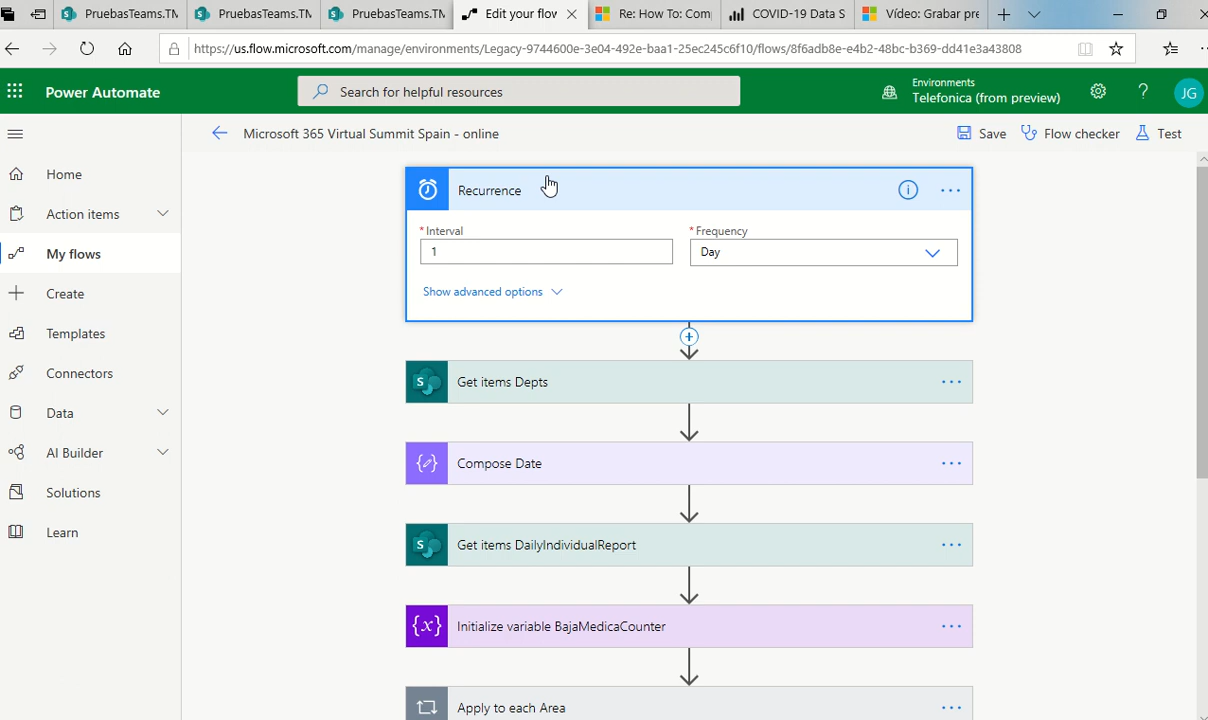 PruebasTeams.TM
PruebasTeams.TM
PruebasTeams.TM
Edit your flow
Re: How To: Comp
COVID-19 Data S
Vídeo: Grabar pre
https://us.flow.microsoft.com/manage/environments/Legacy-9744600e-3e04-492e-baa1-25ec245c6f10/flows/8f6adb8e-e4b2-48bc-b369-dd41e3a43808
Power Automate
Search for helpful resources
Environments
Telefonica (from preview)
?
JG
Microsoft 365 Virtual Summit Spain - online
Save
Flow checker
Test
Home
Action items
My flows
Create
Templates
Connectors
Data
AI Builder
Solutions
Learn
Recurrence
* Interval
1
* Frequency
Day
Show advanced options
S Get items Depts
Compose Date
S Get items DailyIndividualReport
{x} Initialize variable BajaMedicaCounter
Apply to each Area